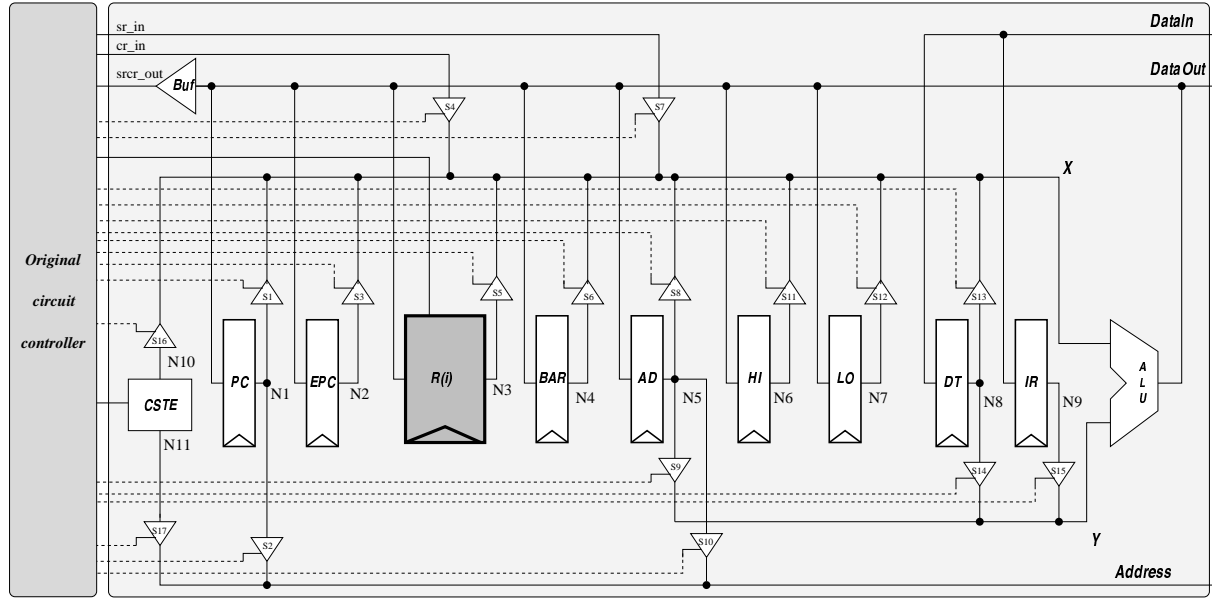 DataIn
sr_in
cr_in
DataOut
srcr_out
Buf
S4
S7
X
Original
circuit
controller
S1
S3
S5
S6
S8
S11
S12
S13
S16
N10
PC
N1
EPC
N2
R(i)
N3
BAR
N4
AD
N5
HI
N6
LO
N7
DT
N8
IR
N9
A
L
U
CSTE
N11
S9
S14
S15
S17
S2
S10
Y
Address